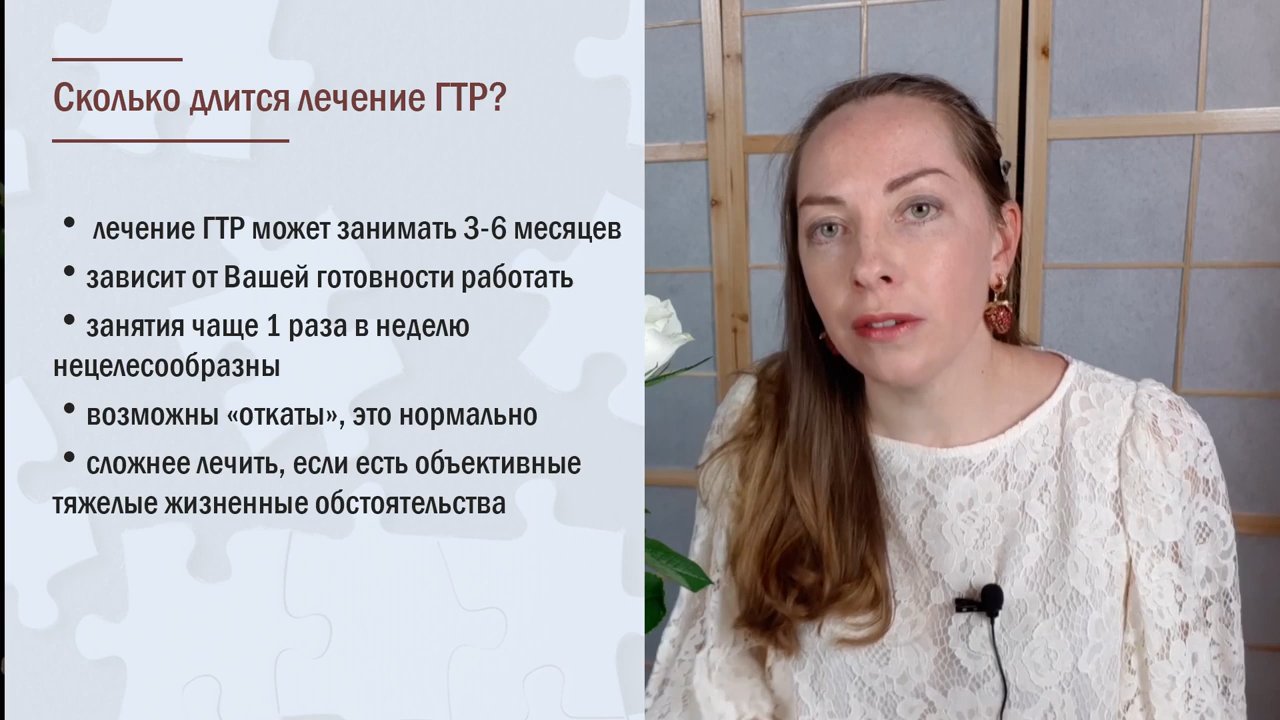 Сколько длится лечение ГТР?
• лечение ГТР может занимать 3-6 месяцев
• зависит от Вашей готовности работать
• занятия чаще 1 раза в неделю
нецелесообразны
• возможны «откаты», это нормально
• сложнее лечить, если есть объективные
тяжелые жизненные обстоятельства